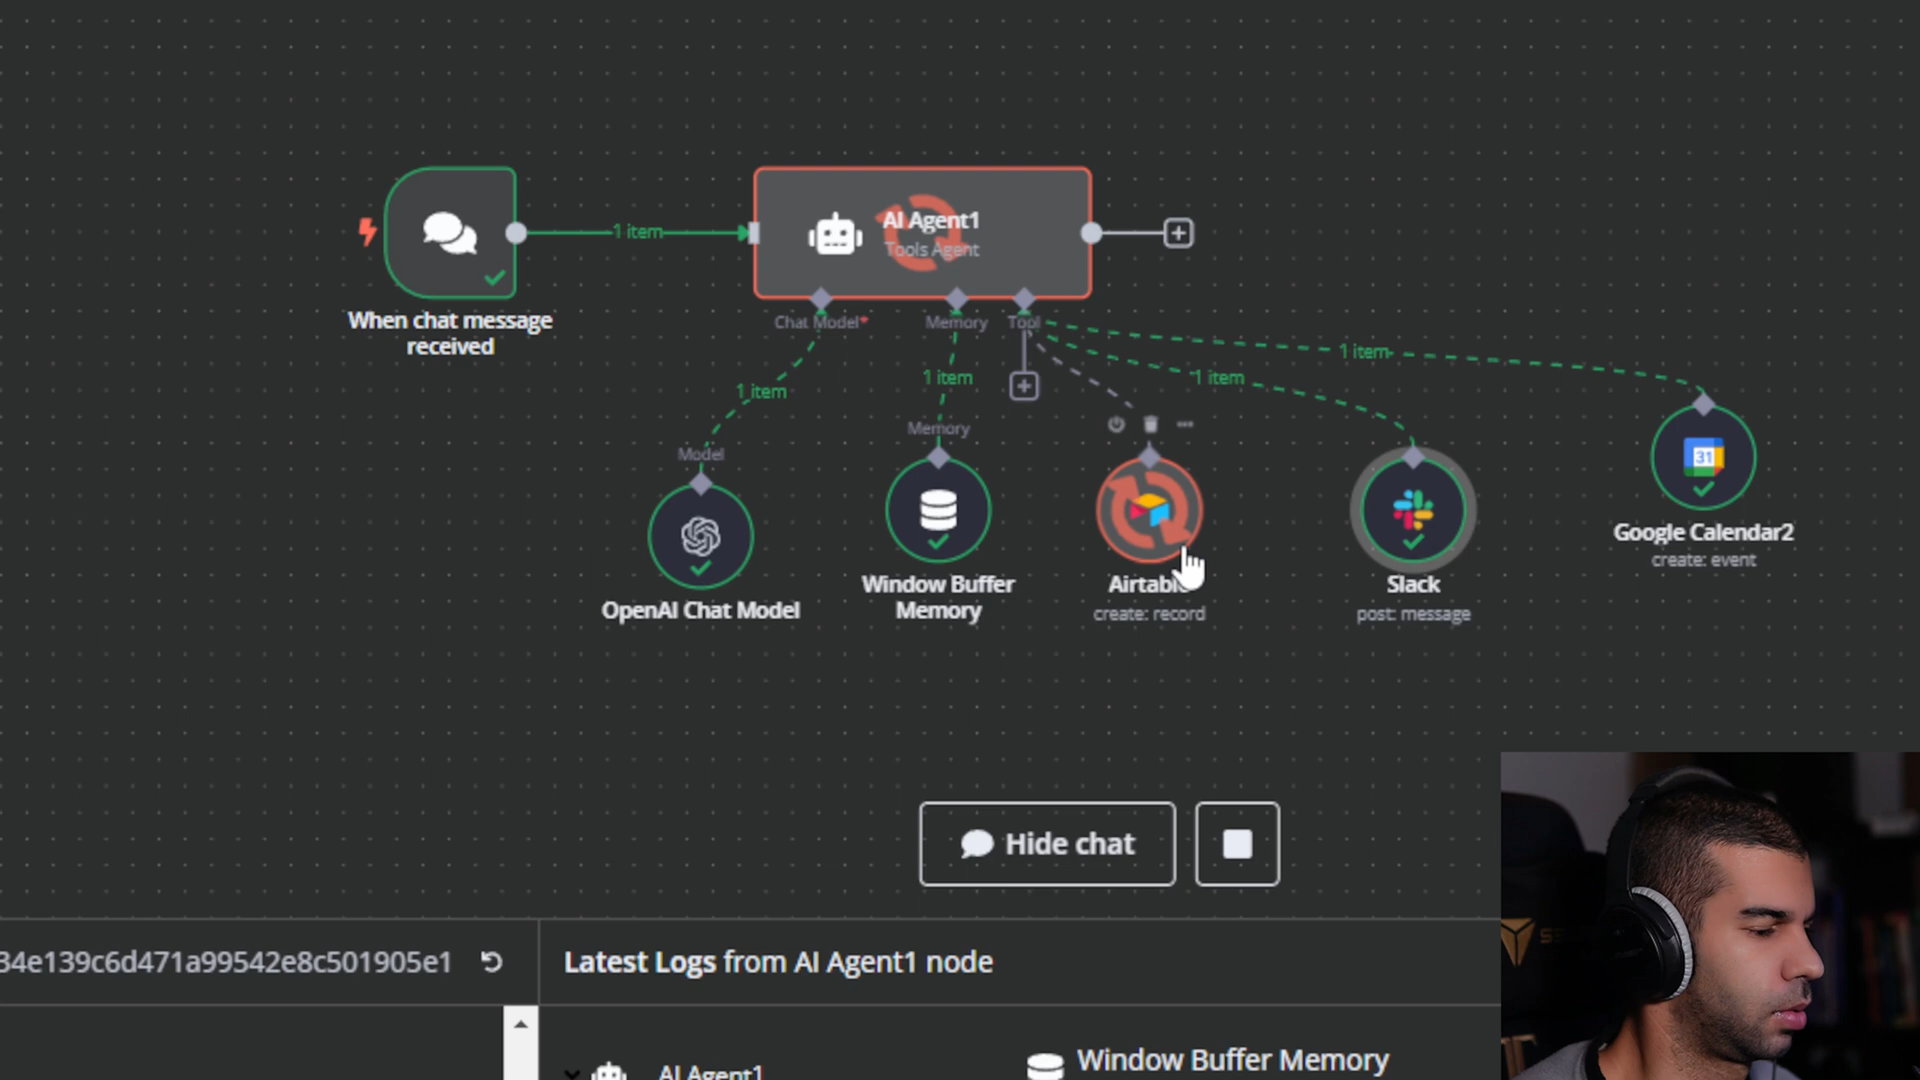 1 item
AI Agent1
Tools Agent
When chat message
received
Chat Model*
Memory
Tool
1 item
1 item
1 item
1 item
Memory
Model
31
OpenAI Chat Model
Window Buffer
Memory
create: record
Slack
post: message
Google Calendar2
create: event
Hide chat
34e139c6d471a99542e8c501905e1
Latest Logs from AI Agent1 node
AI Agent1
Window Buffer Memory